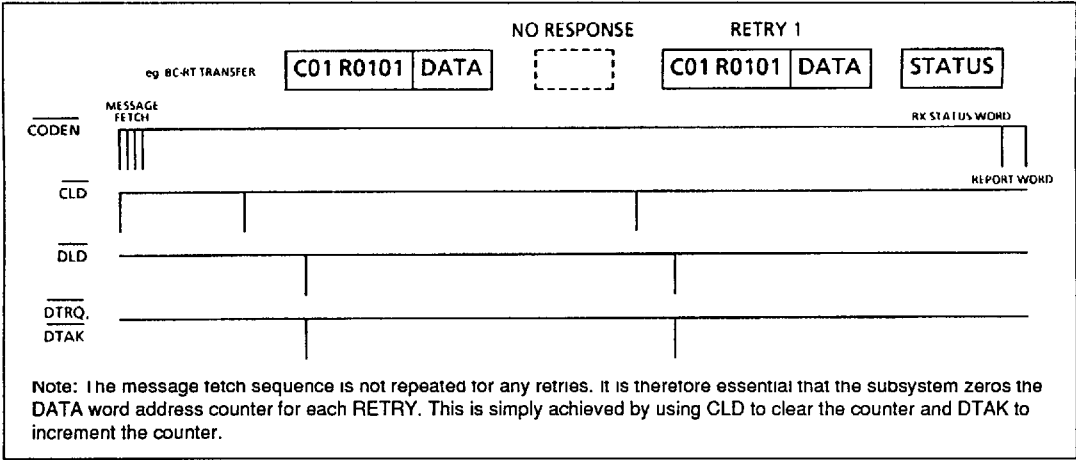 NO RESPONSE RETRY 1
eg BC-RT TRANSFER C01 R0101 DATA C01 R0101 DATA STATUS
MESSAGE
FETCH
CODEN RX STATUS WORD
CLD REPORT WORD
DLD
DTRQ,
DTAK
Note: The message fetch sequence is not repeated for any retries. It is therefore essential that the subsystem zeros the
DATA word address counter for each RETRY. This is simply achieved by using CLD to clear the counter and DTAK to
increment the counter.